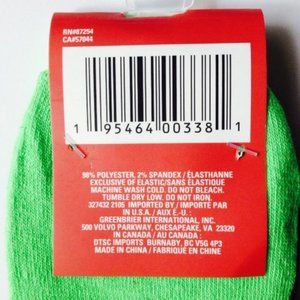 RN#87254
CA#57044
1 95464 00338 1
98% POLYESTER, 2% SPANDEX / ÉLASTHANNE
EXCLUSIVE OF ELASTIC/SANS ÉLASTIQUE
MACHINE WASH COLD. DO NOT BLEACH.
TUMBLE DRY LOW. DO NOT IRON.
327432 2105 IMPORTED BY / IMPORTÉ PAR
IN U.S.A. / AUX É.-U. :
GREENBRIER INTERNATIONAL, INC.
500 VOLVO PARKWAY, CHESAPEAKE, VA 23320
IN CANADA / AU CANADA :
DTSC IMPORTS BURNABY, BC V5G 4P3
MADE IN CHINA / FABRIQUÉ EN CHINE